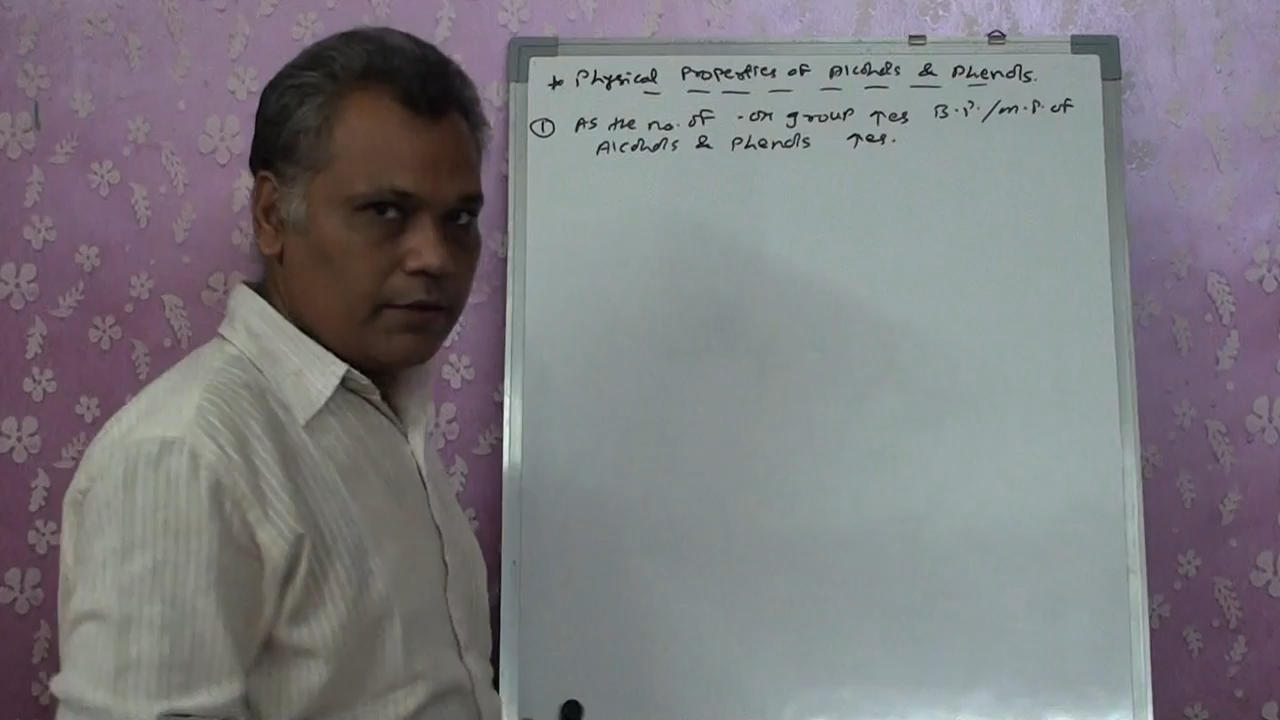 * Physical Properties of Alcohols & Phenols.
① As the no. of -OH group ↑es B.P./m.P. of
Alcohols & Phenols ↑es.